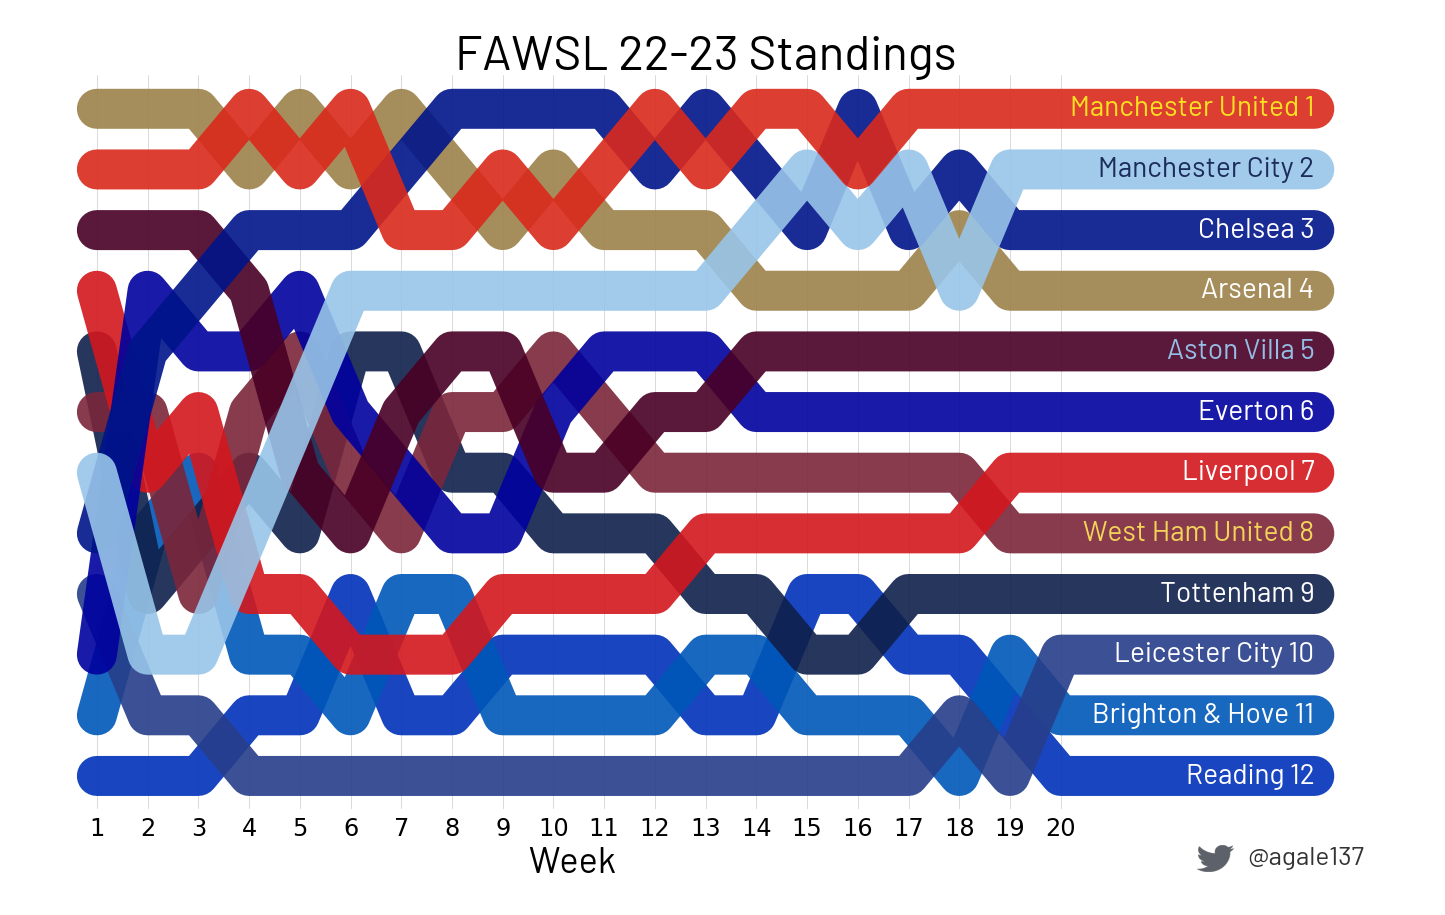 FAWSL 22-23 Standings
Manchester United 1
Manchester City 2
Chelsea 3
Arsenal 4
Aston Villa 5
Everton 6
Liverpool 7
West Ham United 8
Tottenham 9
Leicester City 10
Brighton & Hove 11
Reading 12
1 2 3 4 5 6 7 8 9 10 11 12 13 14 15 16 17 18 19 20
Week
@agale137